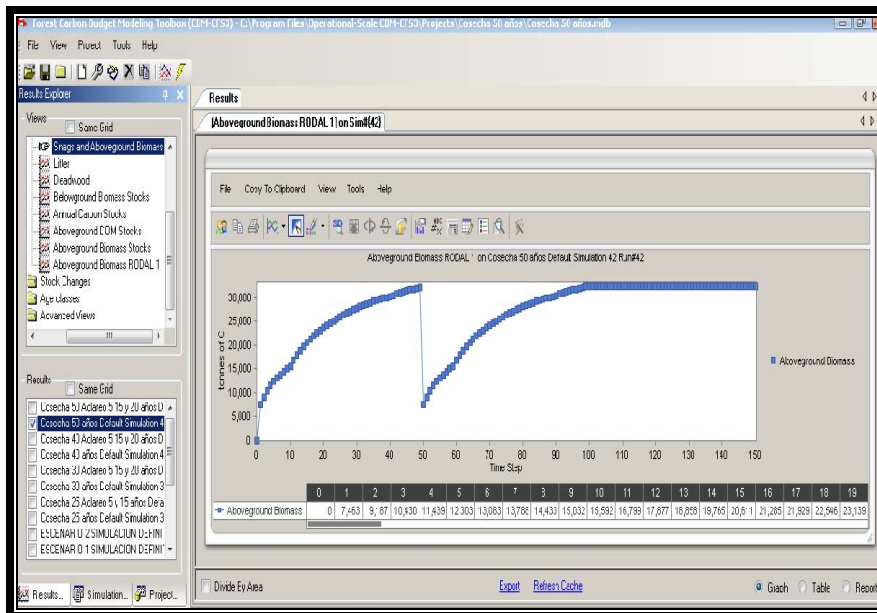 Forest Carbon Budget Modeling Toolbox (CBM-CFS3) - C:\Program Files\Operational-Scale CBM-CFS3\Projects\Cosecha 50 años\Cosecha 50 años.mdb
File View Project Tools Help
Results Explorer
Views
Same Grid
Snags and Aboveground Biomass
Litter
Deadwood
Belowground Biomass Stocks
Annual Carbon Stocks
Aboveground DOM Stocks
Aboveground Biomass Stocks
Aboveground Biomass RODAL 1
Stock Changes
Age classes
Advanced Views
Results
Same Grid
Cosecha 50 Aclareo 5 15 y 20 años D
Cosecha 50 años Default Simulation 4
Cosecha 40 Aclareo 5 15 y 20 años D
Cosecha 40 años Default Simulation 4
Cosecha 30 Aclareo 5 15 y 20 años D
Cosecha 30 años Default Simulation 3
Cosecha 25 Aclareo 5 y 15 años Defa
Cosecha 25 años Default Simulation 3
ESCENARIO 2 SIMULACION DEFINIT
ESCENARIO 1 SIMULACION DEFINIT
Results... Simulation... Project...
Results
[Aboveground Biomass RODAL 1] on Sim#{42}
File Copy To Clipboard View Tools Help
Aboveground Biomass RODAL 1 on Cosecha 50 años Default Simulation 42 Run#42
tonnes of C
30,000
25,000
20,000
15,000
10,000
5,000
0
0 10 20 30 40 50 60 70 80 90 100 110 120 130 140 150
Time Step
Aboveground Biomass
0 1 2 3 4 5 6 7 8 9 10 11 12 13 14 15 16 17 18 19
Aboveground Biomass 0 7,463 10,430 11,439 12,303 13,083 13,786 14,433 15,032 15,592 16,799 17,877 18,858 19,765 21,285 21,929 22,546 23,139
Divide By Area
Export Refresh Cache
Graph Table Report